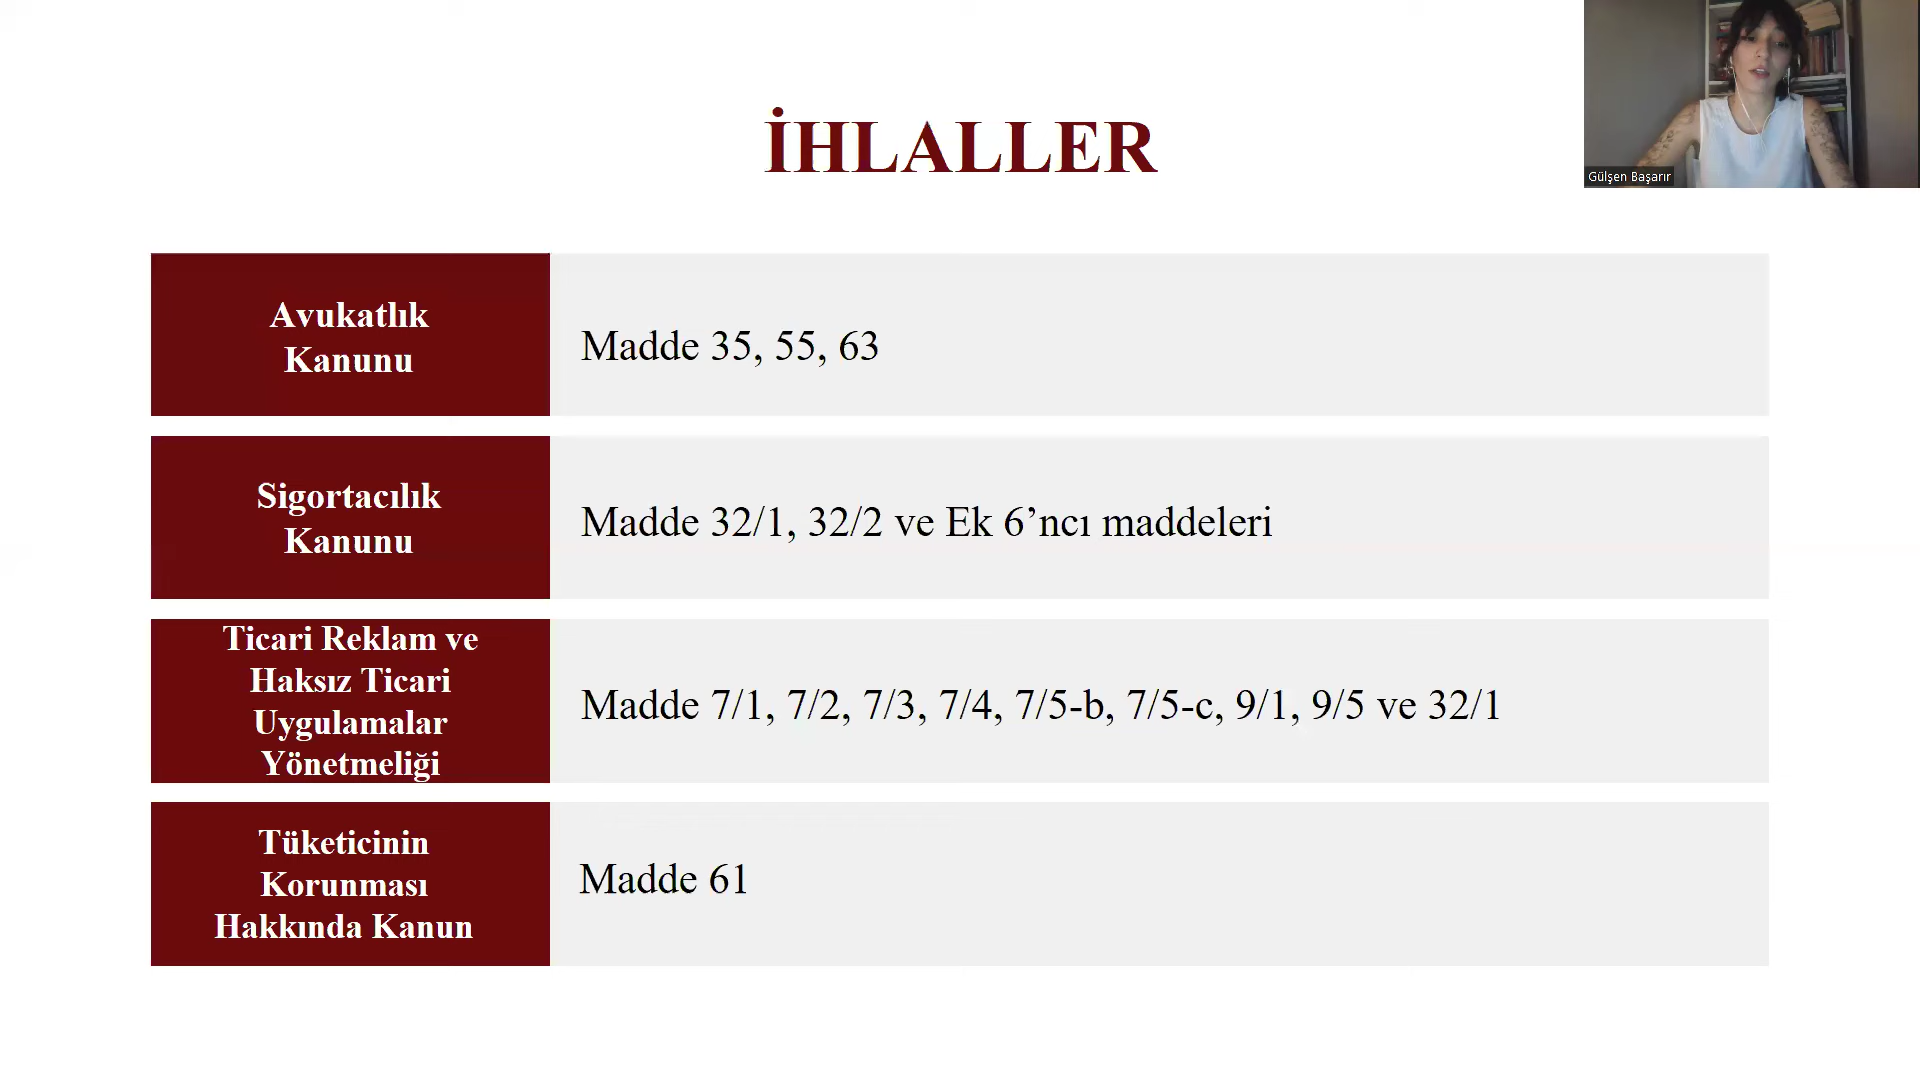 İHLALLER
Gülşen Başarır
Avukatlık
Kanunu
Madde 35, 55, 63
Sigortacılık
Kanunu
Madde 32/1, 32/2 ve Ek 6’ncı maddeleri
Ticari Reklam ve
Haksız Ticari
Uygulamalar
Yönetmeliği
Madde 7/1, 7/2, 7/3, 7/4, 7/5-b, 7/5-c, 9/1, 9/5 ve 32/1
Tüketicinin
Korunması
Hakkında Kanun
Madde 61